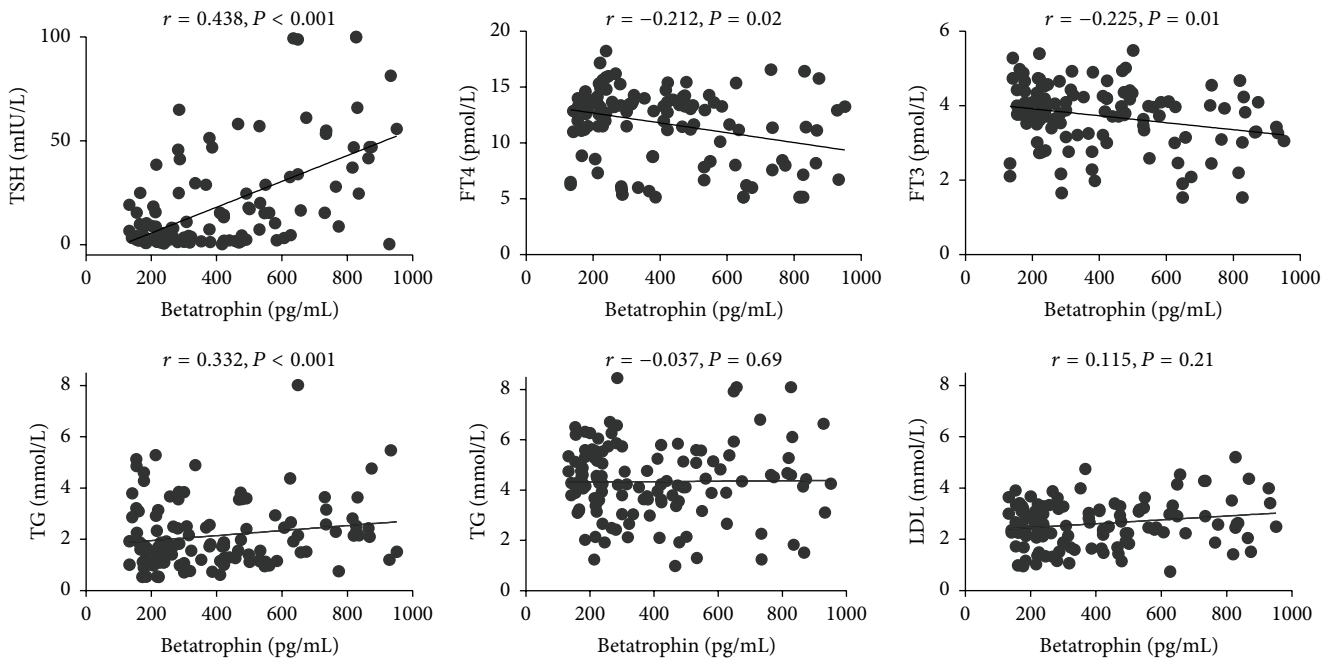 r = 0.438, P < 0.001
100
50
0
TSH (mIU/L)
0 200 400 600 800 1000
Betatrophin (pg/mL)
r = −0.212, P = 0.02
20
15
10
5
0
FT4 (pmol/L)
0 200 400 600 800 1000
Betatrophin (pg/mL)
r = −0.225, P = 0.01
6
4
2
0
FT3 (pmol/L)
0 200 400 600 800 1000
Betatrophin (pg/mL)
r = 0.332, P < 0.001
8
6
4
2
0
TG (mmol/L)
0 200 400 600 800 1000
Betatrophin (pg/mL)
r = −0.037, P = 0.69
8
6
4
2
0
TG (mmol/L)
0 200 400 600 800 1000
Betatrophin (pg/mL)
r = 0.115, P = 0.21
8
6
4
2
0
LDL (mmol/L)
0 200 400 600 800 1000
Betatrophin (pg/mL)